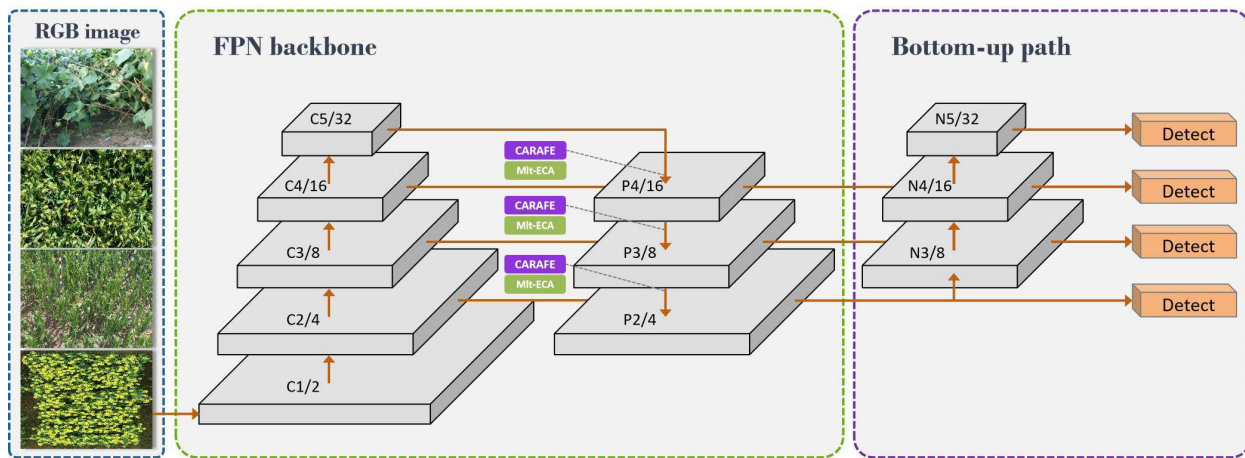 RGB image
FPN backbone
Bottom-up path
C5/32
C4/16
C3/8
C2/4
C1/2
CARAFE
Mlt-ECA
CARAFE
Mlt-ECA
CARAFE
Mlt-ECA
P4/16
P3/8
P2/4
N5/32
N4/16
N3/8
Detect
Detect
Detect
Detect